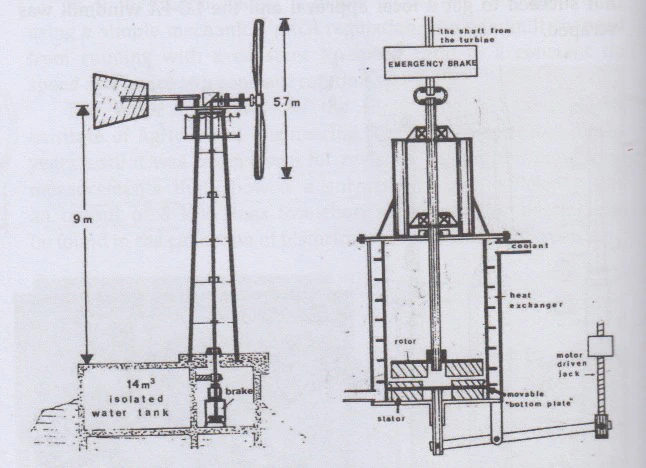 5,7 m
9 m
14 m³
isolated
water tank
brake
the shaft from
the turbine
EMERGENCY BRAKE
coolant
heat
exchanger
rotor
motor
driven
jack
movable
"bottom plate"
stator